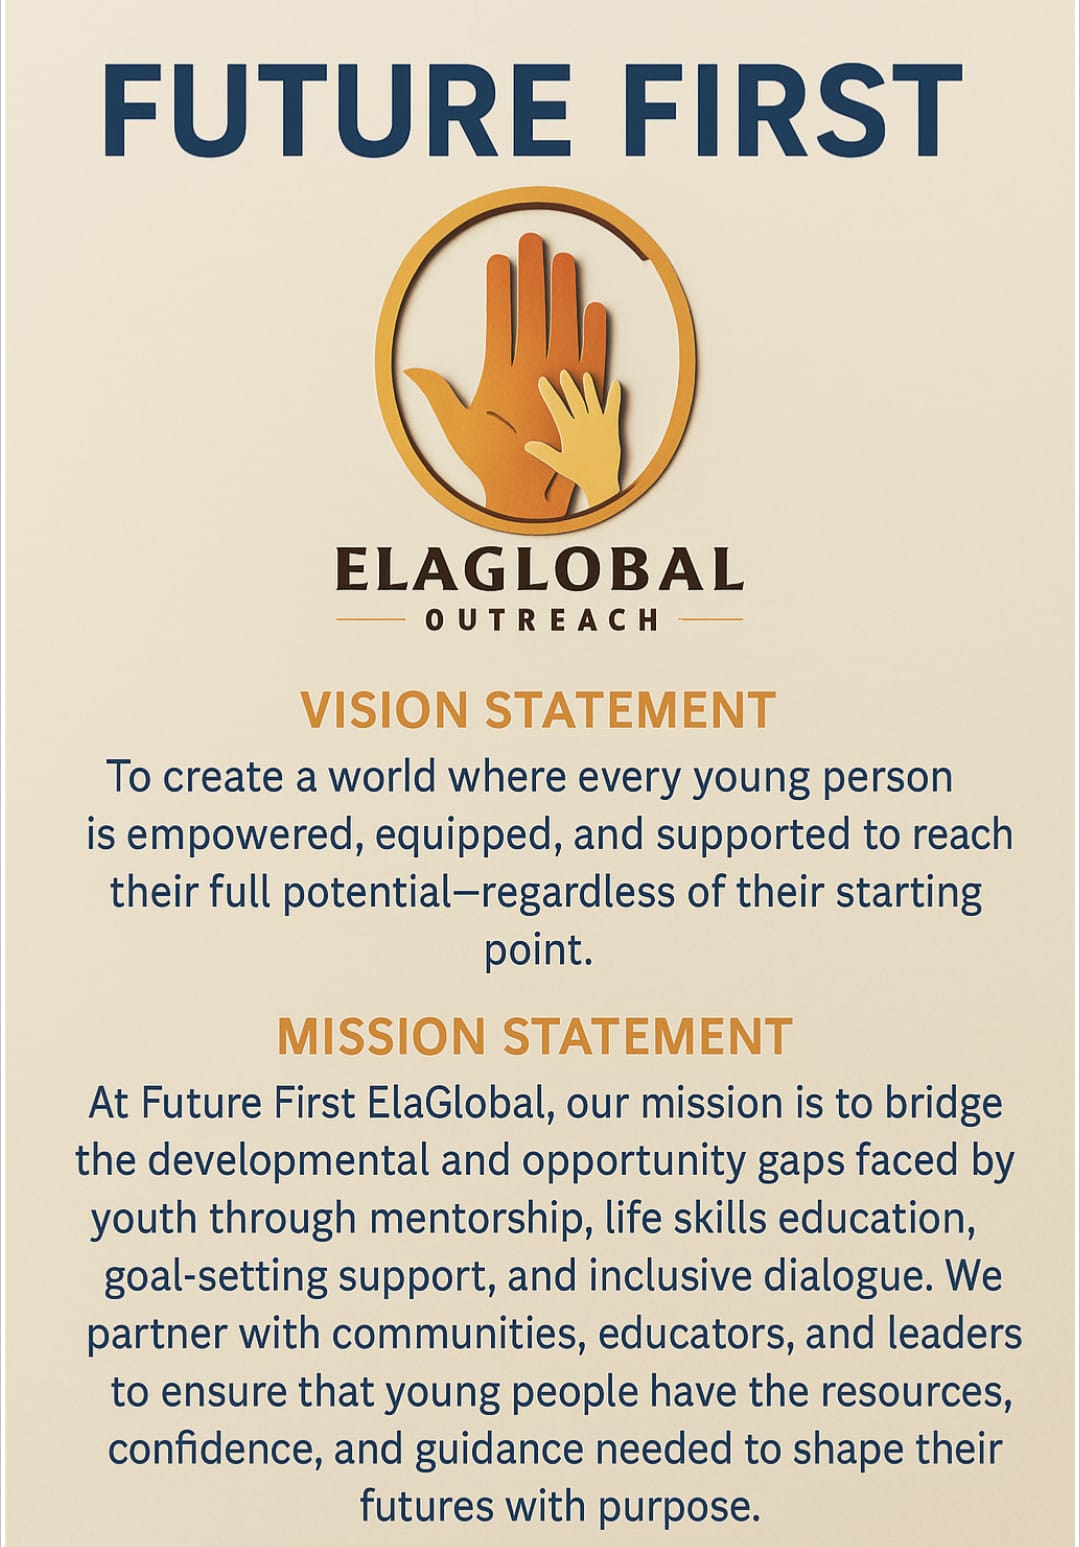 FUTURE FIRST
ELAGLOBAL
OUTREACH
VISION STATEMENT
To create a world where every young person
is empowered, equipped, and supported to reach
their full potential—regardless of their starting
point.
MISSION STATEMENT
At Future First ElaGlobal, our mission is to bridge
the developmental and opportunity gaps faced by
youth through mentorship, life skills education,
goal-setting support, and inclusive dialogue. We
partner with communities, educators, and leaders
to ensure that young people have the resources,
confidence, and guidance needed to shape their
futures with purpose.